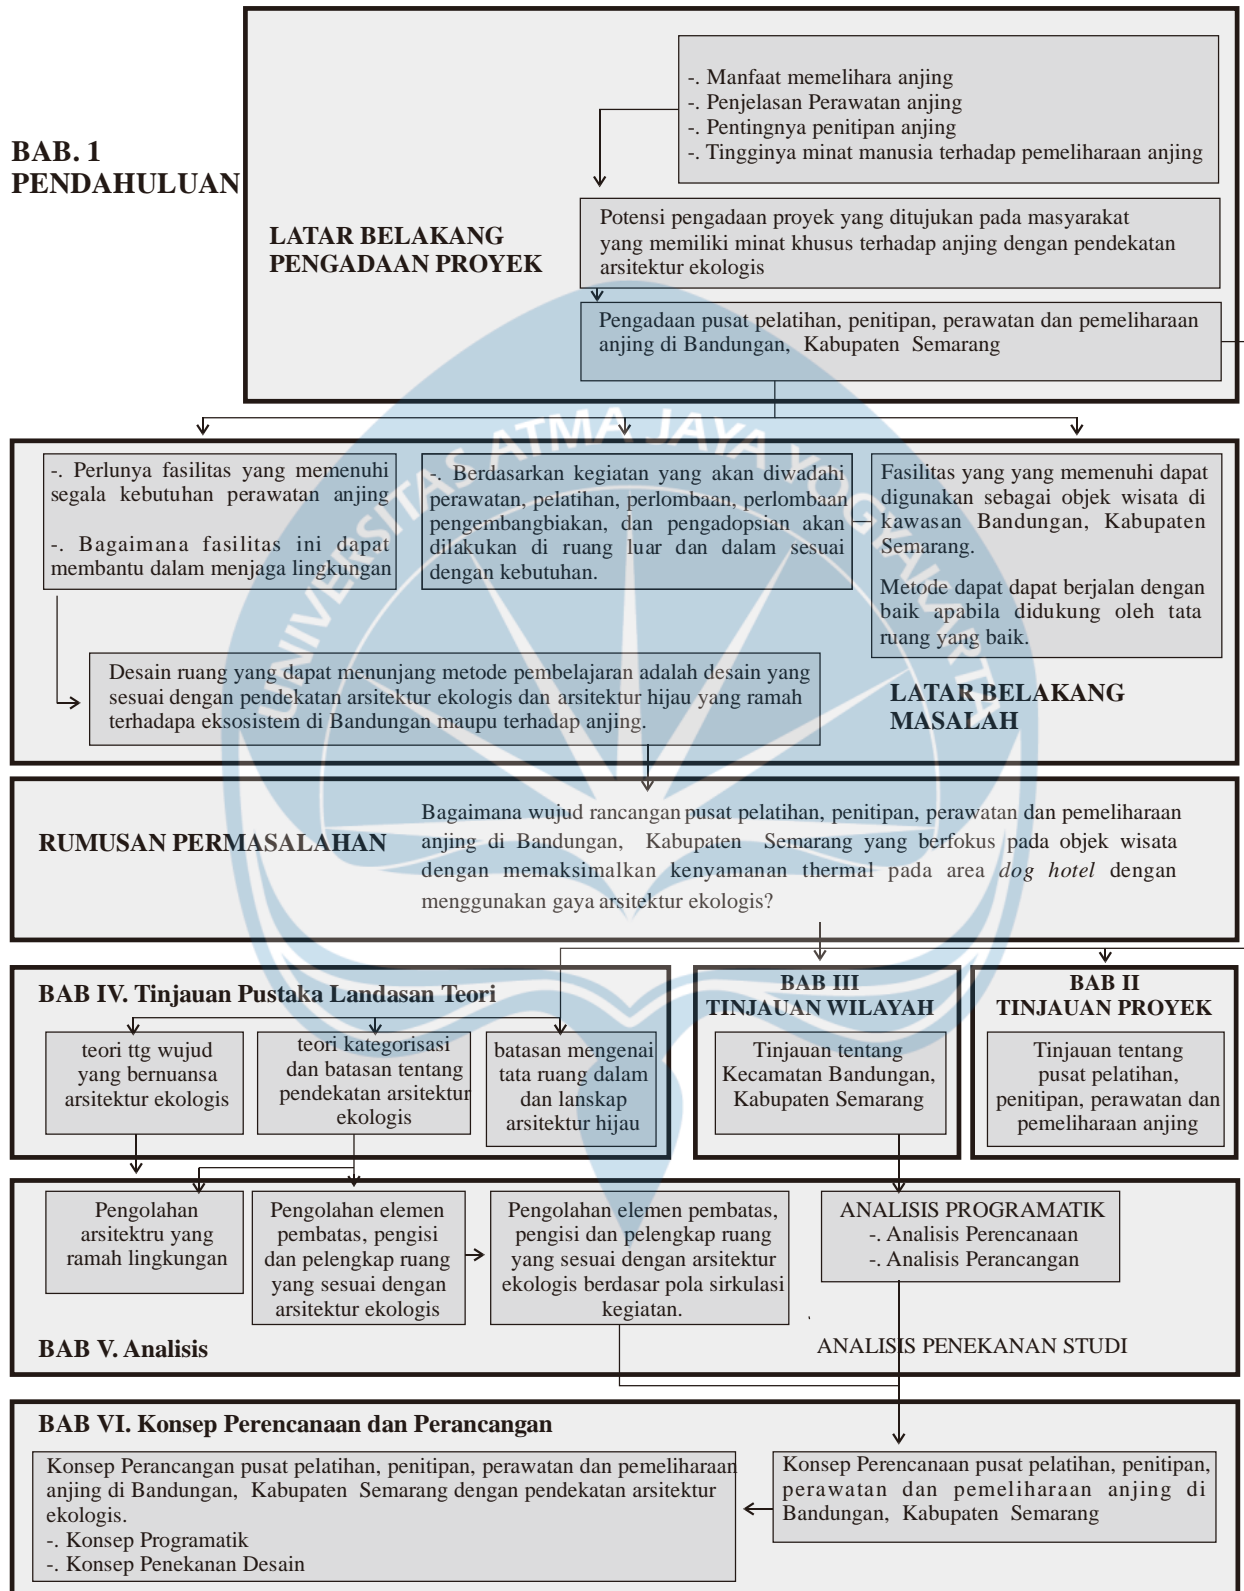 BAB. 1
PENDAHULUAN
-. Manfaat memelihara anjing
-. Penjelasan Perawatan anjing
-. Pentingnya penitipan anjing
-. Tingginya minat manusia terhadap pemeliharaan anjing
LATAR BELAKANG
PENGADAAN PROYEK
Potensi pengadaan proyek yang ditujukan pada masyarakat
yang memiliki minat khusus terhadap anjing dengan pendekatan
arsitektur ekologis
Pengadaan pusat pelatihan, penitipan, perawatan dan pemeliharaan
anjing di Bandungan, Kabupaten Semarang
UNIVERSITAS ATMA JAYA YOGYAKARTA
-. Perlunya fasilitas yang memenuhi
segala kebutuhan perawatan anjing
-. Bagaimana fasilitas ini dapat
membantu dalam menjaga lingkungan
-. Berdasarkan kegiatan yang akan diwadahi
perawatan, pelatihan, perlombaan, perlombaan
pengembangbiakan, dan pengadopsian akan
dilakukan di ruang luar dan dalam sesuai
dengan kebutuhan.
Fasilitas yang yang memenuhi dapat
digunakan sebagai objek wisata di
kawasan Bandungan, Kabupaten
Semarang.
Metode dapat dapat berjalan dengan
baik apabila didukung oleh tata
ruang yang baik.
Desain ruang yang dapat menunjang metode pembelajaran adalah desain yang
sesuai dengan pendekatan arsitektur ekologis dan arsitektur hijau yang ramah
terhadapa eksosistem di Bandungan maupu terhadap anjing.
LATAR BELAKANG
MASALAH
RUMUSAN PERMASALAHAN
Bagaimana wujud rancangan pusat pelatihan, penitipan, perawatan dan pemeliharaan
anjing di Bandungan, Kabupaten Semarang yang berfokus pada objek wisata
dengan memaksimalkan kenyamanan thermal pada area dog hotel dengan
menggunakan gaya arsitektur ekologis?
BAB IV. Tinjauan Pustaka Landasan Teori
teori ttg wujud
yang bernuansa
arsitektur ekologis
teori kategorisasi
dan batasan tentang
pendekatan arsitektur
ekologis
batasan mengenai
tata ruang dalam
dan lanskap
arsitektur hijau
BAB III
TINJAUAN WILAYAH
Tinjauan tentang
Kecamatan Bandungan,
Kabupaten Semarang
BAB II
TINJAUAN PROYEK
Tinjauan tentang
pusat pelatihan,
penitipan, perawatan dan
pemeliharaan anjing
Pengolahan
arsitektru yang
ramah lingkungan
Pengolahan elemen
pembatas, pengisi
dan pelengkap ruang
yang sesuai dengan
arsitektur ekologis
Pengolahan elemen pembatas,
pengisi dan pelengkap ruang
yang sesuai dengan arsitektur
ekologis berdasar pola sirkulasi
kegiatan.
ANALISIS PROGRAMATIK
-. Analisis Perencanaan
-. Analisis Perancangan
BAB V. Analisis
ANALISIS PENEKANAN STUDI
BAB VI. Konsep Perencanaan dan Perancangan
Konsep Perancangan pusat pelatihan, penitipan, perawatan dan pemeliharaan
anjing di Bandungan, Kabupaten Semarang dengan pendekatan arsitektur
ekologis.
-. Konsep Programatik
-. Konsep Penekanan Desain
Konsep Perencanaan pusat pelatihan, penitipan,
perawatan dan pemeliharaan anjing di
Bandungan, Kabupaten Semarang